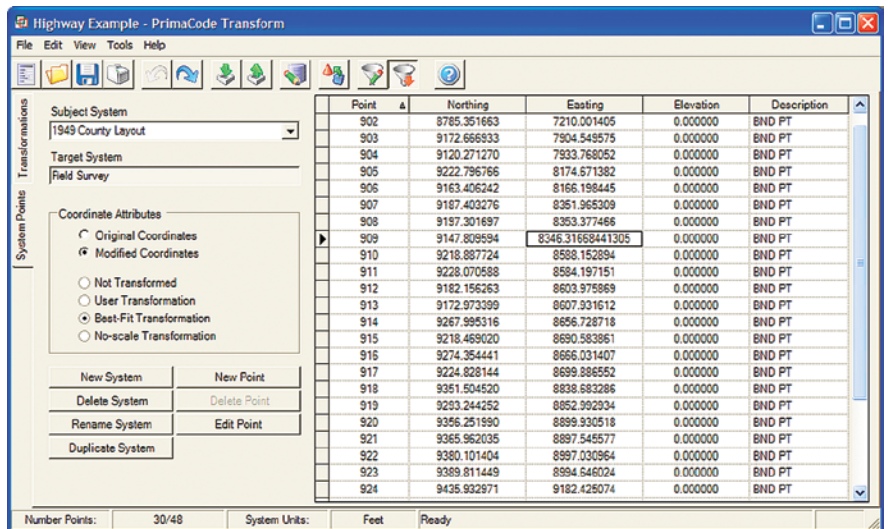 Highway Example - PrimaCode Transform
File Edit View Tools Help
Transformations
System Points
Subject System
1949 County Layout
Target System
Field Survey
Coordinate Attributes
Original Coordinates
Modified Coordinates
Not Transformed
User Transformation
Best-Fit Transformation
No-scale Transformation
New System New Point
Delete System Delete Point
Rename System Edit Point
Duplicate System
Point Northing Easting Elevation Description
902 8785.351663 7210.001405 0.000000 BND PT
903 9172.666933 7904.549575 0.000000 BND PT
904 9120.271270 7933.768052 0.000000 BND PT
905 9222.796766 8174.671382 0.000000 BND PT
906 9163.406242 8166.198445 0.000000 BND PT
907 9187.403276 8351.965309 0.000000 BND PT
908 9197.301697 8353.377466 0.000000 BND PT
909 9147.809594 8346.31668441305 0.000000 BND PT
910 9218.887724 8588.152894 0.000000 BND PT
911 9228.070588 8584.197151 0.000000 BND PT
912 9182.156263 8603.975869 0.000000 BND PT
913 9172.973399 8607.931612 0.000000 BND PT
914 9267.995316 8656.728718 0.000000 BND PT
915 9218.469020 8690.583861 0.000000 BND PT
916 9274.354441 8666.031407 0.000000 BND PT
917 9224.828144 8699.886552 0.000000 BND PT
918 9351.504520 8838.683286 0.000000 BND PT
919 9293.244252 8852.992934 0.000000 BND PT
920 9356.251990 8899.930518 0.000000 BND PT
921 9365.962035 8897.545577 0.000000 BND PT
922 9380.101404 8997.030964 0.000000 BND PT
923 9389.811449 8994.646024 0.000000 BND PT
924 9435.932971 9182.425074 0.000000 BND PT
Number Points: 30/48 System Units: Feet Ready